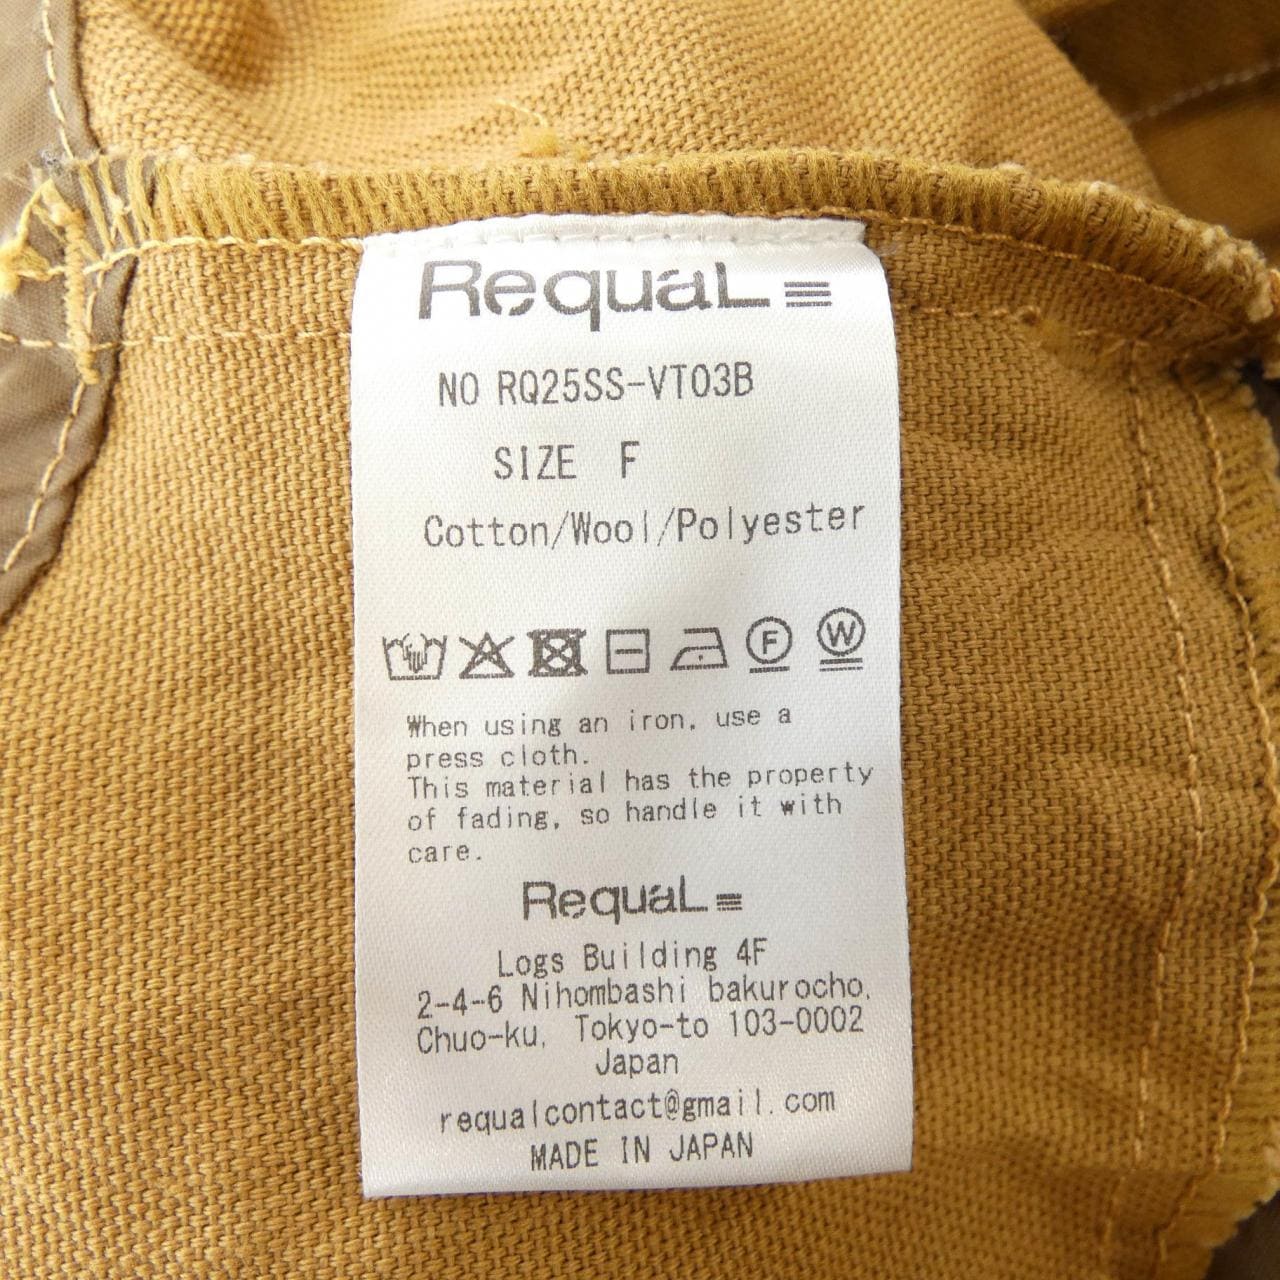 RequaL≡
NO RQ25SS-VT03B
SIZE F
Cotton/Wool/Polyester
F W
When using an iron, use a
press cloth.
This material has the property
of fading, so handle it with
care.
RequaL≡
Logs Building 4F
2-4-6 Nihombashi bakurocho,
Chuo-ku, Tokyo-to 103-0002
Japan
requalcontact@gmail.com
MADE IN JAPAN